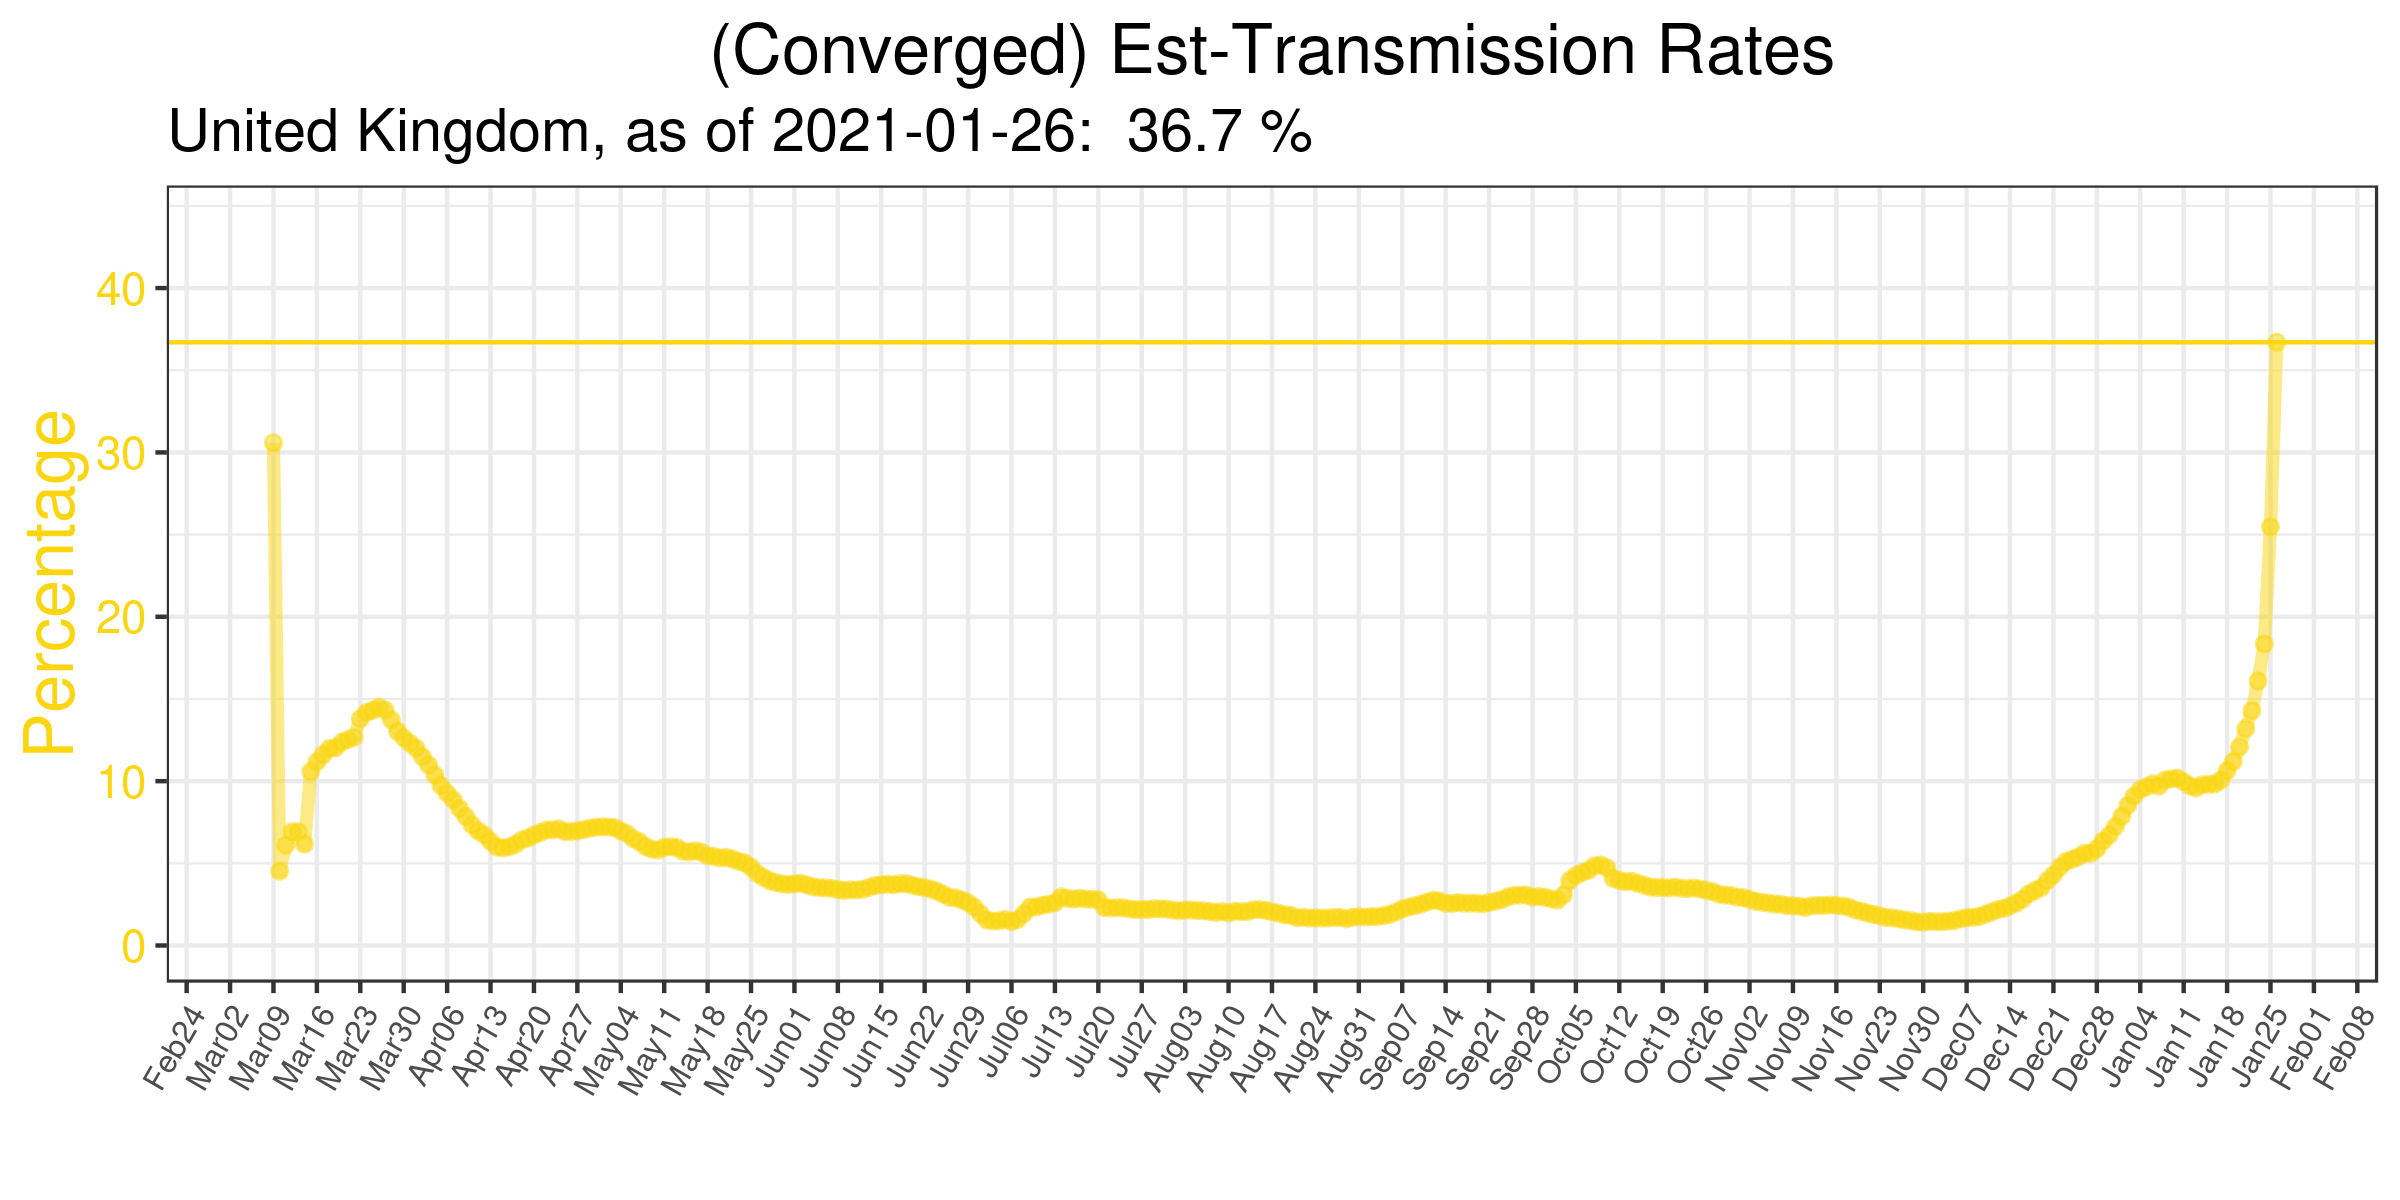 (Converged) Est-Transmission Rates
United Kingdom, as of 2021-01-26:  36.7 %
Percentage
40
30
20
10
0
Feb24
Mar02
Mar09
Mar16
Mar23
Mar30
Apr06
Apr13
Apr20
Apr27
May04
May11
May18
May25
Jun01
Jun08
Jun15
Jun22
Jun29
Jul06
Jul13
Jul20
Jul27
Aug03
Aug10
Aug17
Aug24
Aug31
Sep07
Sep14
Sep21
Sep28
Oct05
Oct12
Oct19
Oct26
Nov02
Nov09
Nov16
Nov23
Nov30
Dec07
Dec14
Dec21
Dec28
Jan04
Jan11
Jan18
Jan25
Feb01
Feb08